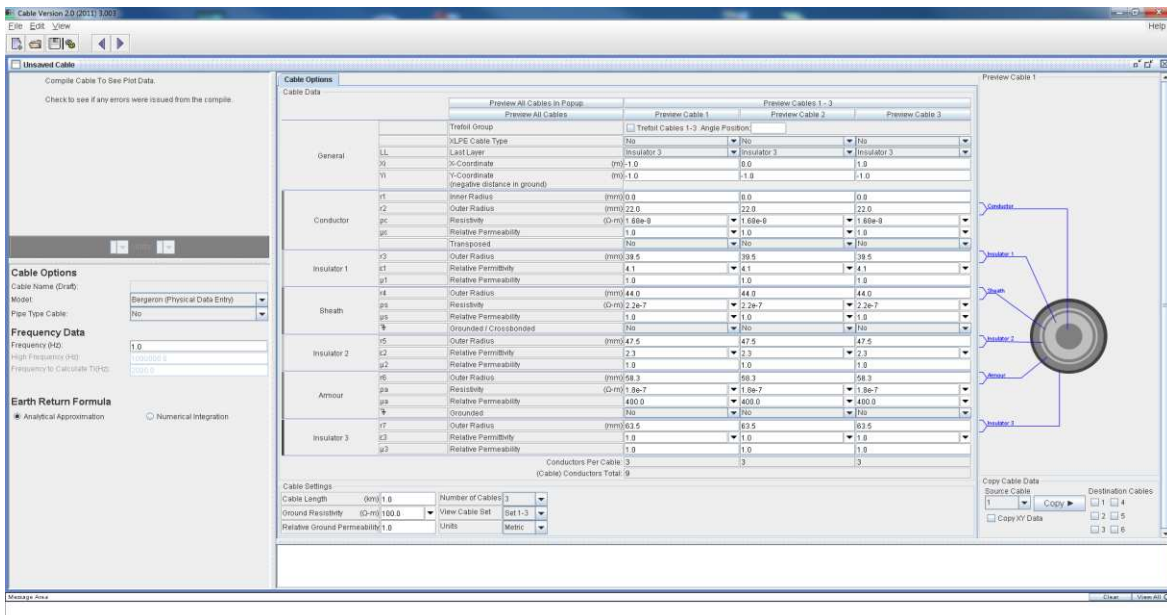 Cable Version 2.0 (2011) 3.003
File Edit View Help
Unsaved Cable
Compile Cable To See Plot Data.
Check to see if any errors were issued from the compile.
Cable Options
Cable Name (Draft):
Model: Bergeron (Physical Data Entry)
Pipe Type Cable: No
Frequency Data
Frequency (Hz): 1.0
High Frequency (Hz):
Frequency to Calculate Ti(Hz):
Earth Return Formula
Analytical Approximation Numerical Integration
Cable Options
Cable Data
Preview All Cables In Popup Preview Cables 1 - 3
Preview All Cables Preview Cable 1 Preview Cable 2 Preview Cable 3
General
Trefoil Group Trefoil Cables 1-3 Angle Position:
XLPE Cable Type No No No
LL Last Layer Insulator 3 Insulator 3 Insulator 3
Xi X-Coordinate (m) -1.0 0.0 1.0
Yi Y-Coordinate (m) -1.0 -1.0 -1.0
(negative distance in ground)
Conductor
r1 Inner Radius (mm) 0.0 0.0 0.0
r2 Outer Radius (mm) 22.0 22.0 22.0
ρc Resistivity (Ω-m) 1.68e-8 1.68e-8 1.68e-8
μc Relative Permeability 1.0 1.0 1.0
Transposed No No No
Insulator 1
r3 Outer Radius (mm) 39.5 39.5 39.5
ε1 Relative Permittivity 4.1 4.1 4.1
μ1 Relative Permeability 1.0 1.0 1.0
Sheath
r4 Outer Radius (mm) 44.0 44.0 44.0
ρs Resistivity (Ω-m) 2.2e-7 2.2e-7 2.2e-7
μs Relative Permeability 1.0 1.0 1.0
Grounded / Crossbonded No No No
Insulator 2
r5 Outer Radius (mm) 47.5 47.5 47.5
ε2 Relative Permittivity 2.3 2.3 2.3
μ2 Relative Permeability 1.0 1.0 1.0
Armour
r6 Outer Radius (mm) 58.3 58.3 58.3
ρa Resistivity (Ω-m) 1.8e-7 1.8e-7 1.8e-7
μa Relative Permeability 400.0 400.0 400.0
Grounded No No No
Insulator 3
r7 Outer Radius (mm) 63.5 63.5 63.5
ε3 Relative Permittivity 1.0 1.0 1.0
μ3 Relative Permeability 1.0 1.0 1.0
Conductors Per Cable: 3 3 3
(Cable) Conductors Total: 9
Cable Settings
Cable Length (km) 1.0 Number of Cables 3
Ground Resistivity (Ω-m) 100.0 View Cable Set Set 1-3
Relative Ground Permeability 1.0 Units Metric
Preview Cable 1
Conductor
Insulator 1
Sheath
Insulator 2
Armour
Insulator 3
Copy Cable Data
Source Cable Destination Cables
1 Copy 1 4
Copy XY Data 2 5
3 6
Message Area Clear View All